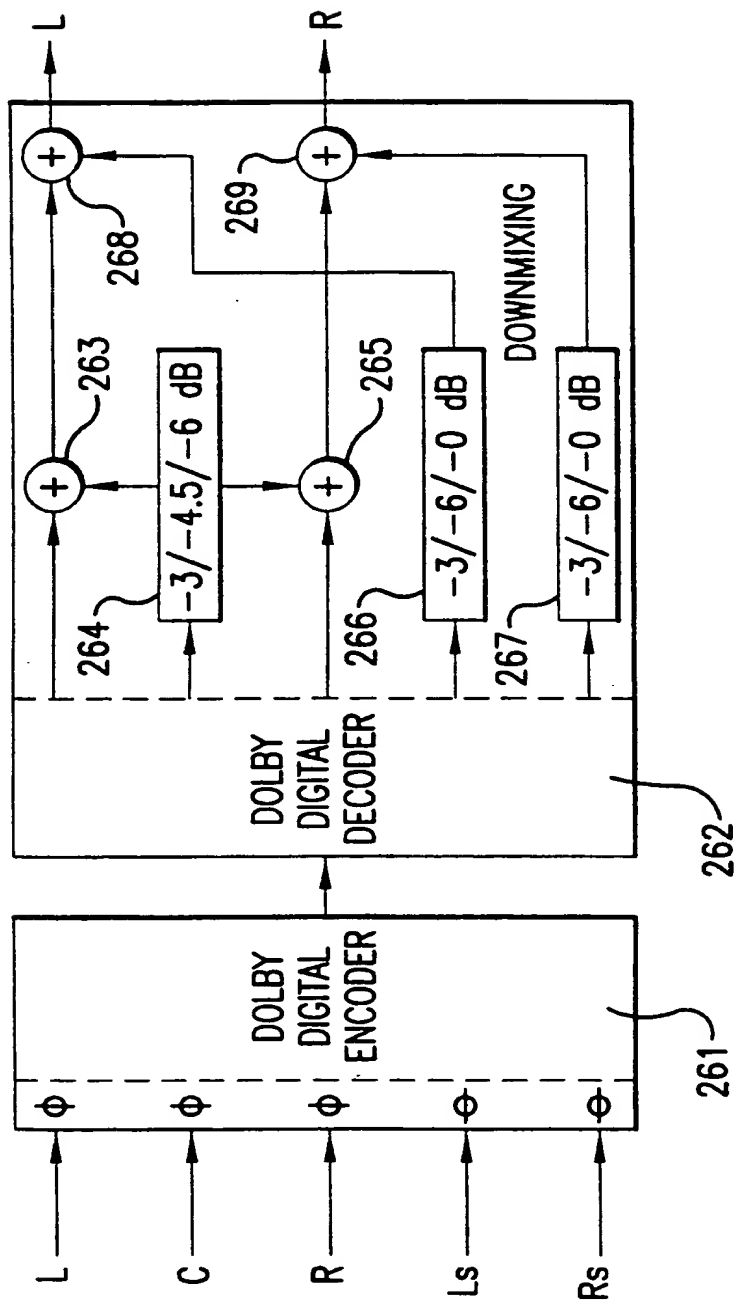 L
C
R
Ls
Rs
ϕ
ϕ
ϕ
ϕ
ϕ
DOLBY
DIGITAL
ENCODER
261
DOLBY
DIGITAL
DECODER
262
263
+
264
-3/-4.5/-6 dB
265
+
266
-3/-6/-0 dB
267
-3/-6/-0 dB
DOWNMIXING
268
+
269
+
L
R